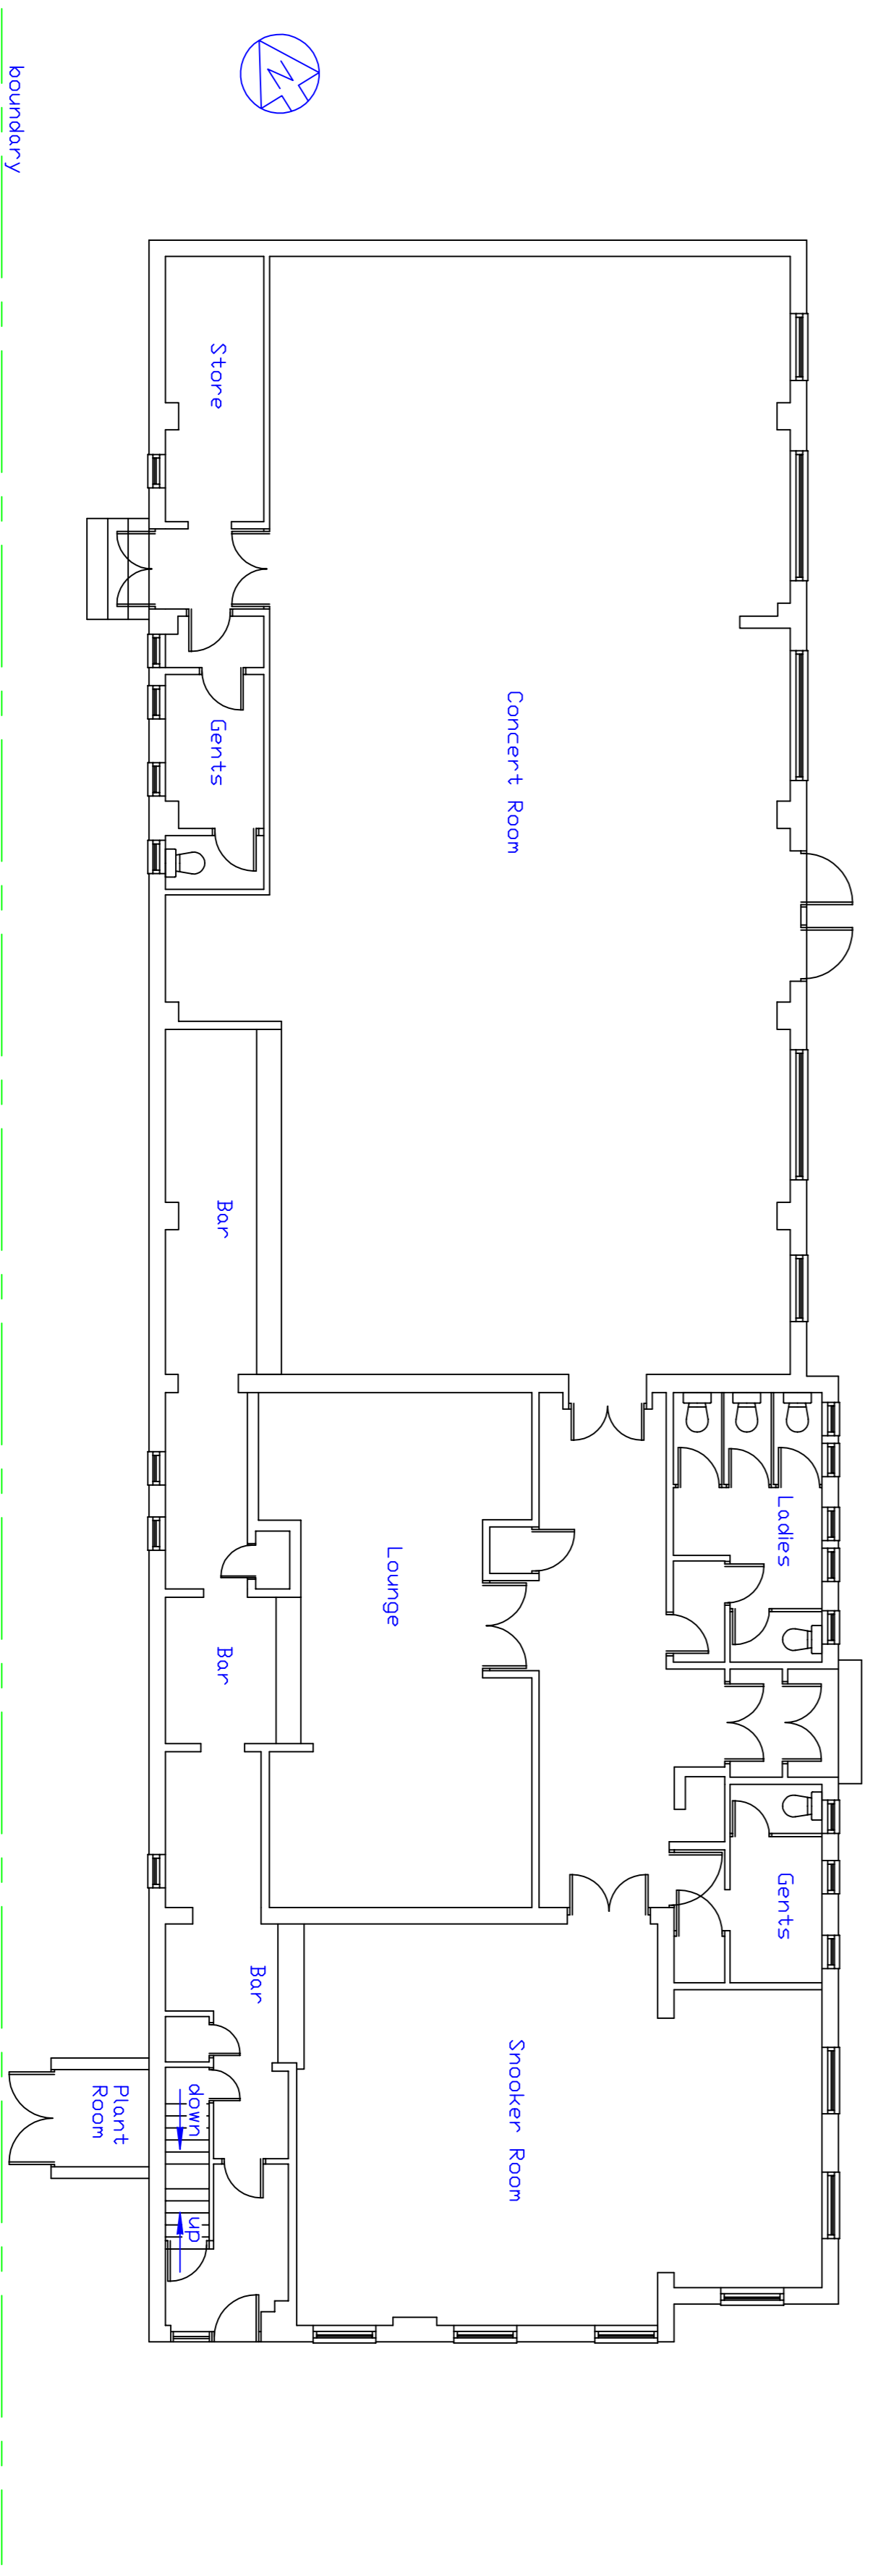 boundary
N
Store
Concert Room
Gents
Bar
Ladies
Lounge
Bar
Gents
Bar
Snooker Room
down
Plant
Room
up